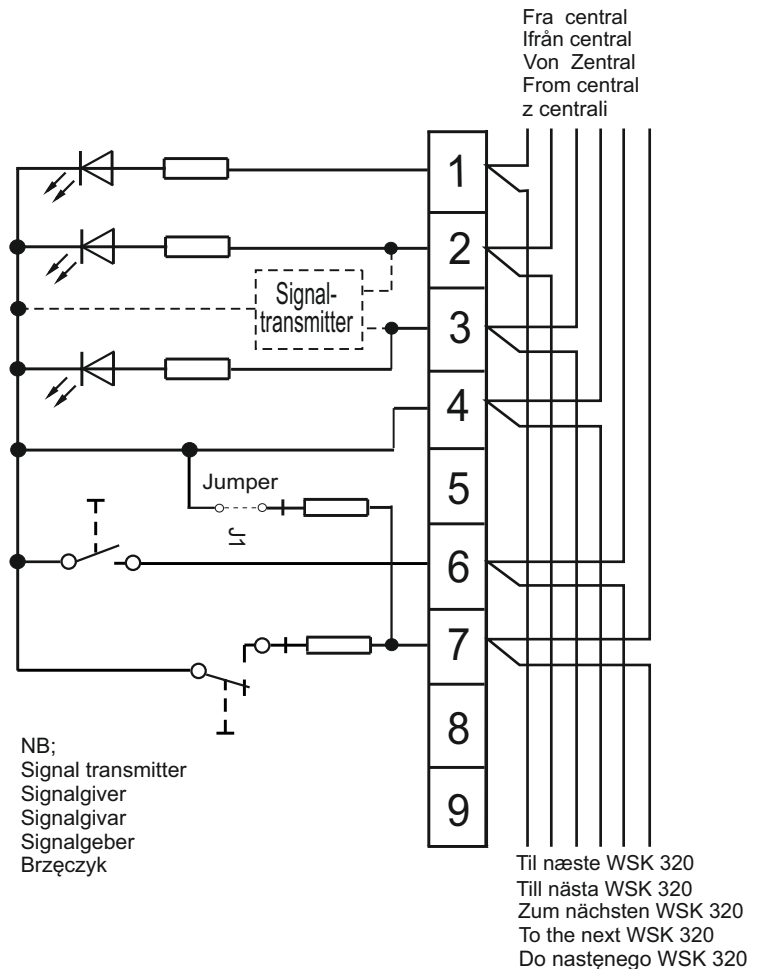 Fra central
Ifrån central
Von Zentral
From central
z centrali
1
2
Signal-
transmitter
3
4
Jumper
5
J1
6
7
8
9
NB;
Signal transmitter
Signalgiver
Signalgivar
Signalgeber
Brzęczyk
Til næste WSK 320
Till nästa WSK 320
Zum nächsten WSK 320
To the next WSK 320
Do nastęnego WSK 320